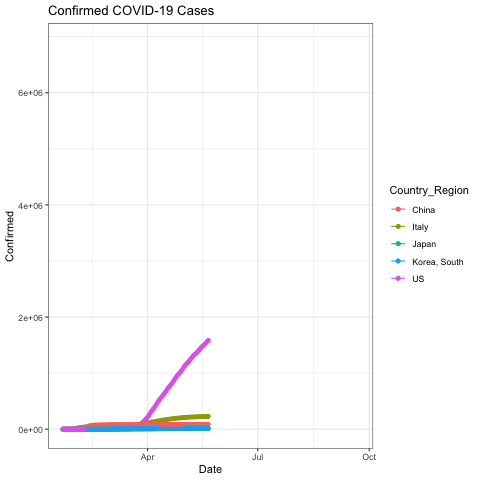 Confirmed COVID-19 Cases
6e+06
4e+06
2e+06
0e+00
Confirmed
Apr
Jul
Oct
Date
Country_Region
China
Italy
Japan
Korea, South
US